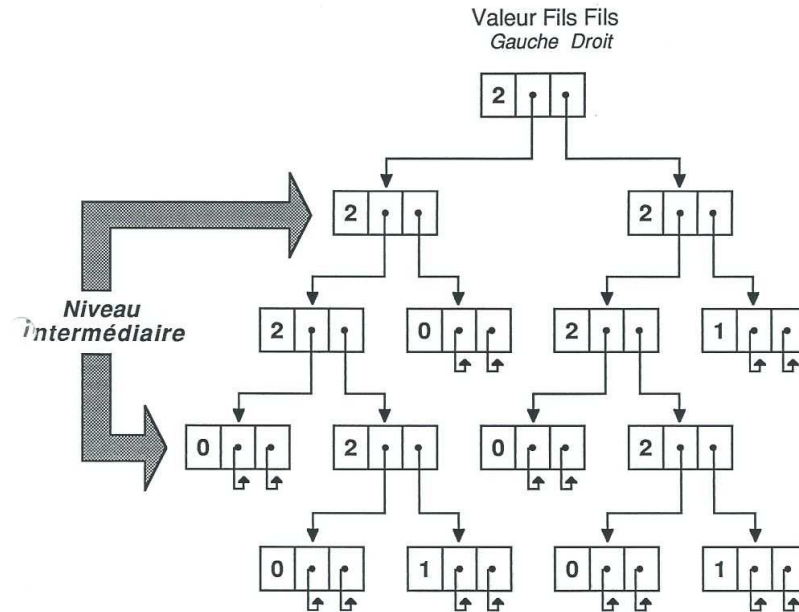 Valeur Fils Fils
Gauche Droit
2
2 2
Niveau
intermédiaire
2 0 2 1
0 2 0 2
0 1 0 1